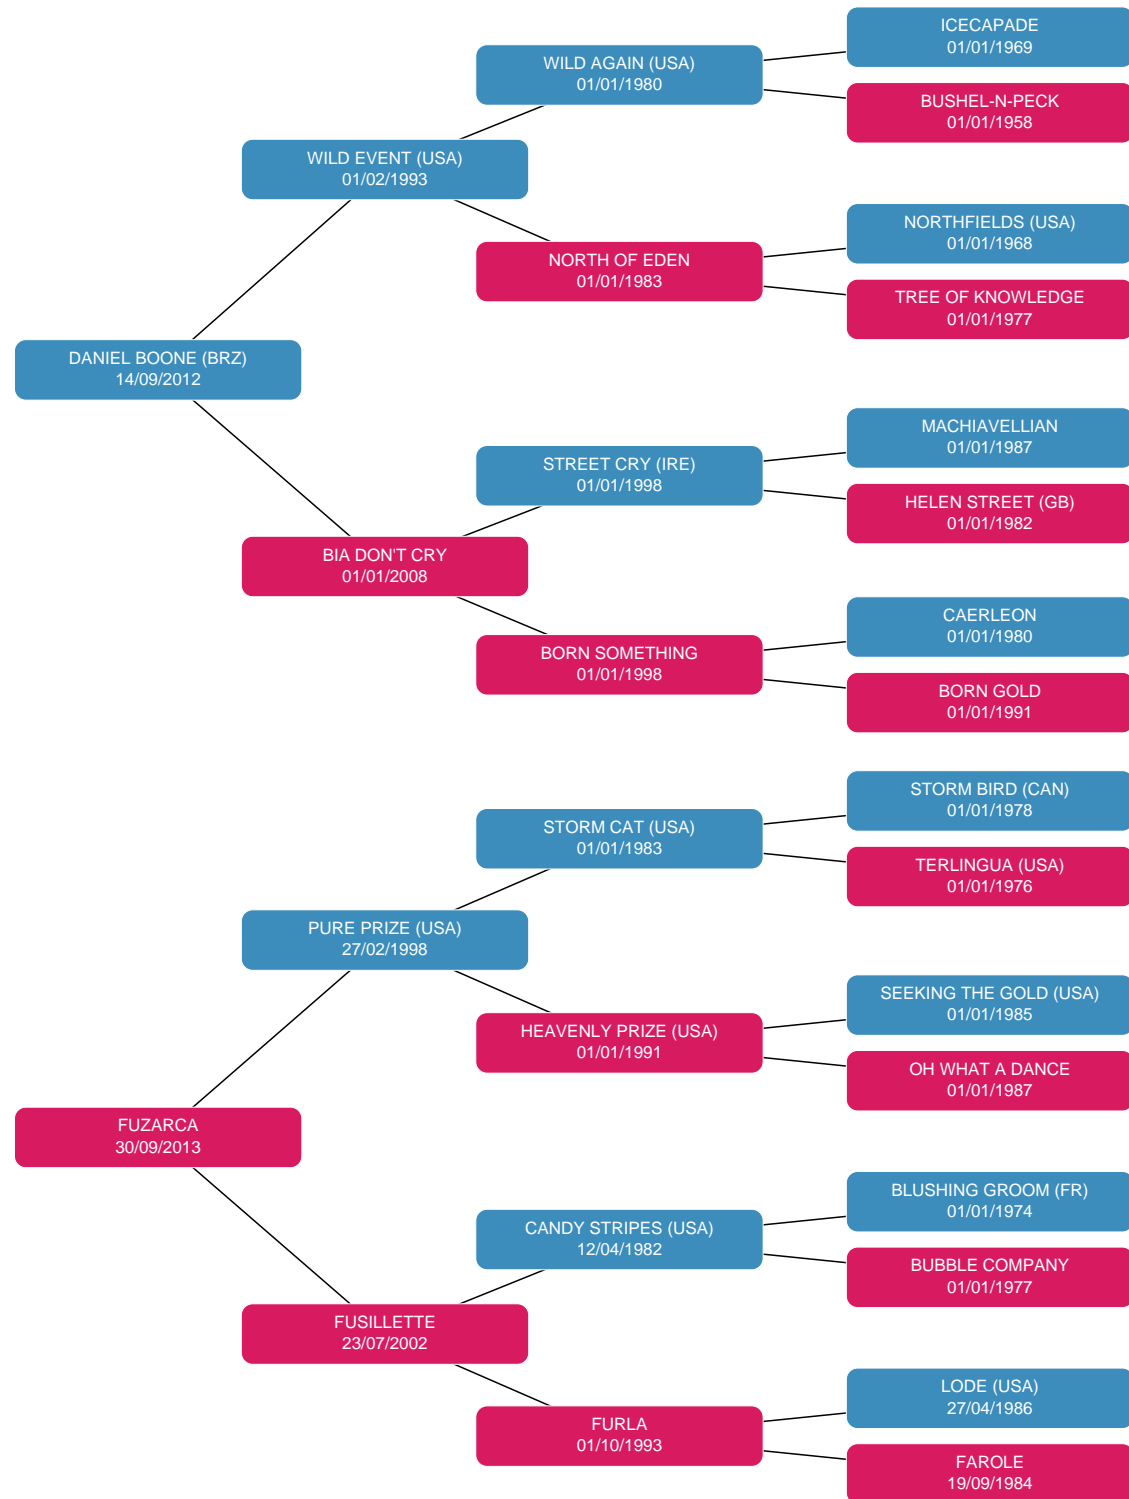 ICECAPADE
01/01/1969
WILD AGAIN (USA)
01/01/1980
BUSHEL-N-PECK
01/01/1958
WILD EVENT (USA)
01/02/1993
NORTHFIELDS (USA)
01/01/1968
NORTH OF EDEN
01/01/1983
TREE OF KNOWLEDGE
01/01/1977
DANIEL BOONE (BRZ)
14/09/2012
MACHIAVELLIAN
01/01/1987
STREET CRY (IRE)
01/01/1998
HELEN STREET (GB)
01/01/1982
BIA DON'T CRY
01/01/2008
CAERLEON
01/01/1980
BORN SOMETHING
01/01/1998
BORN GOLD
01/01/1991
STORM BIRD (CAN)
01/01/1978
STORM CAT (USA)
01/01/1983
TERLINGUA (USA)
01/01/1976
PURE PRIZE (USA)
27/02/1998
SEEKING THE GOLD (USA)
01/01/1985
HEAVENLY PRIZE (USA)
01/01/1991
OH WHAT A DANCE
01/01/1987
FUZARCA
30/09/2013
BLUSHING GROOM (FR)
01/01/1974
CANDY STRIPES (USA)
12/04/1982
BUBBLE COMPANY
01/01/1977
FUSILLETTE
23/07/2002
LODE (USA)
27/04/1986
FURLA
01/10/1993
FAROLE
19/09/1984